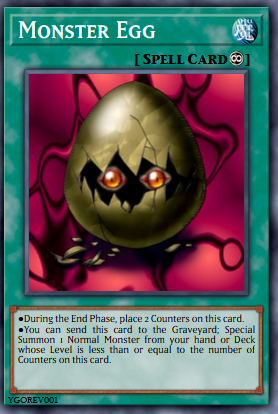 Monster Egg
[ Spell Card ]
●During the End Phase, place 2 Counters on this card.
●You can send this card to the Graveyard; Special
Summon 1 Normal Monster from your hand or Deck
whose Level is less than or equal to the number of
Counters on this card.
YGOREV001